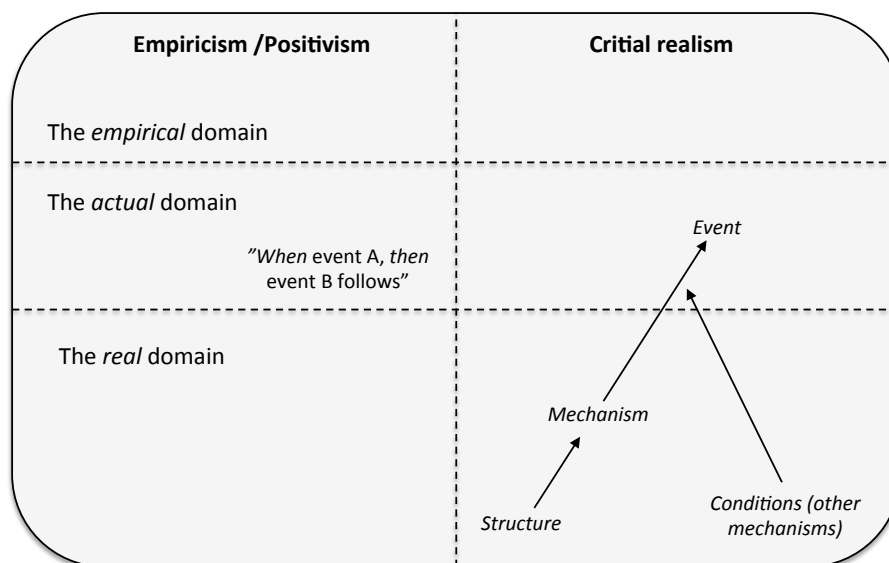 Empiricism /Positivism
Critial realism
The empirical domain
The actual domain
Event
”When event A, then
event B follows”
The real domain
Mechanism
Structure
Conditions (other
mechanisms)